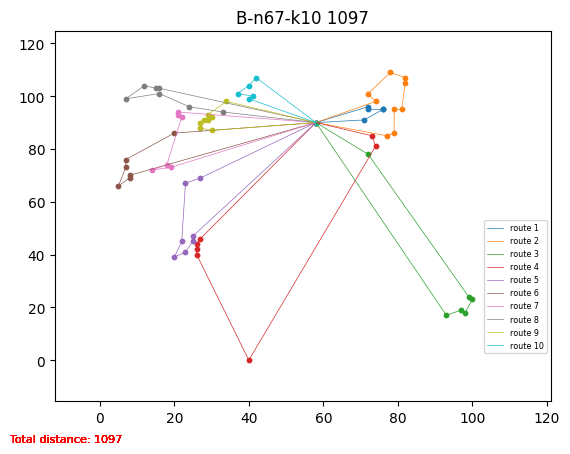 B-n67-k10 1097
120
100
80
60
40
20
0
0 20 40 60 80 100 120
route 1
route 2
route 3
route 4
route 5
route 6
route 7
route 8
route 9
route 10
Total distance: 1097